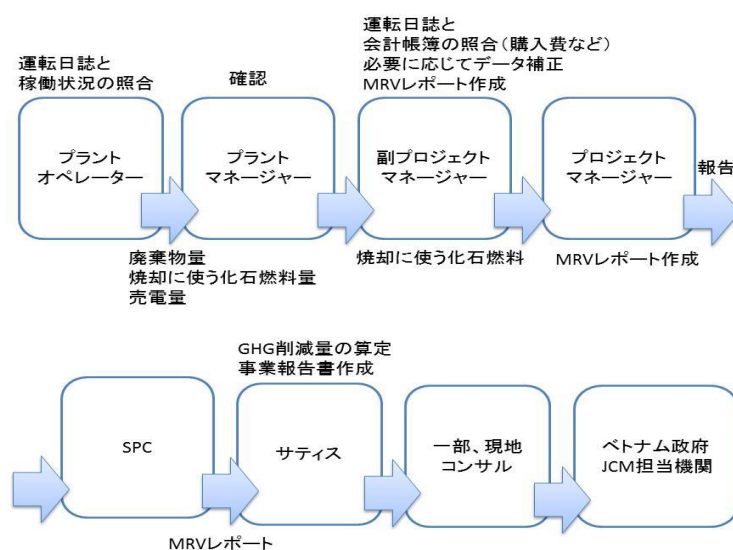 運転日誌と
稼働状況の照合
プラント
オペレーター
廃棄物量
焼却に使う化石燃料量
売電量
確認
プラント
マネージャー
運転日誌と
会計帳簿の照合（購入費など）
必要に応じてデータ補正
MRVレポート作成
副プロジェクト
マネージャー
焼却に使う化石燃料
プロジェクト
マネージャー
MRVレポート作成
報告
SPC
MRVレポート
GHG削減量の算定
事業報告書作成
サティス
一部、現地
コンサル
ベトナム政府
JCM担当機関